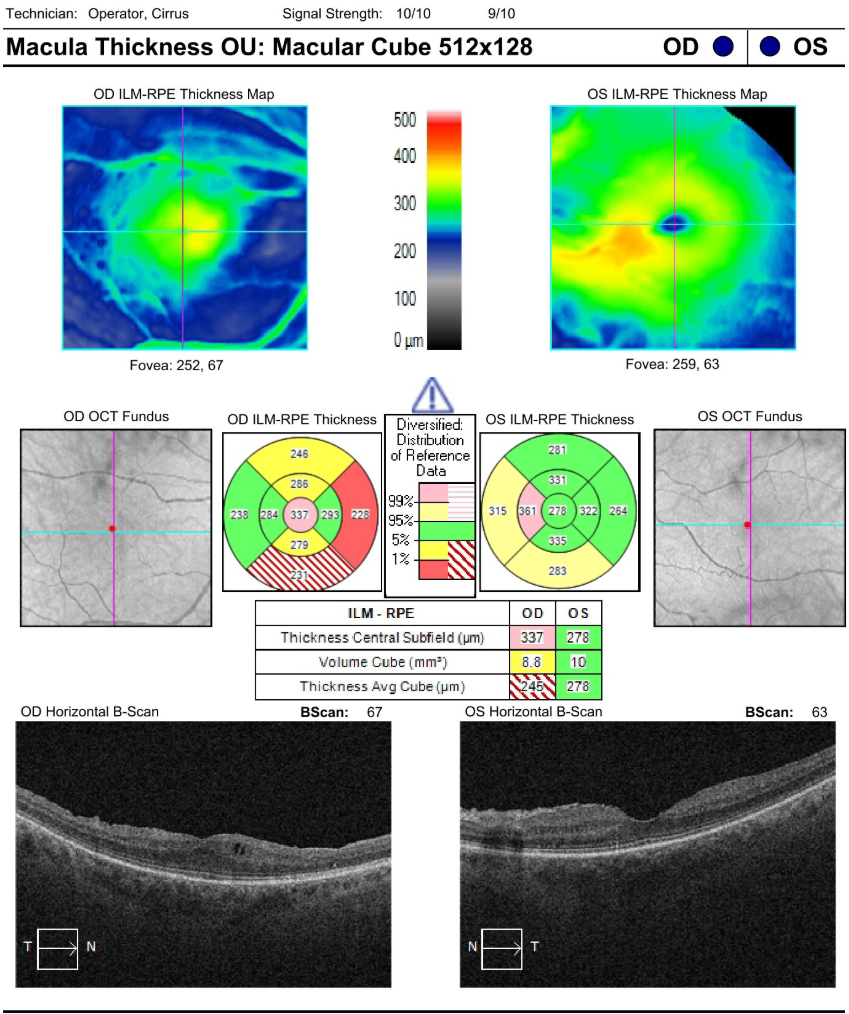 Technician: Operator, Cirrus Signal Strength: 10/10 9/10
Macula Thickness OU: Macular Cube 512x128 OD OS
OD ILM-RPE Thickness Map
OS ILM-RPE Thickness Map
500
400
300
200
100
0 µm
Fovea: 252, 67
Fovea: 259, 63
OD OCT Fundus
OD ILM-RPE Thickness
Diversified:
Distribution
of Reference
Data
99%
95%
5%
1%
OS ILM-RPE Thickness
OS OCT Fundus
246
286
238 284 337 293 228
279
231
281
331
315 361 278 322 264
335
283
ILM - RPE OD OS
Thickness Central Subfield (µm) 337 278
Volume Cube (mm³) 8.8 10
Thickness Avg Cube (µm) 245 278
OD Horizontal B-Scan BScan: 67
OS Horizontal B-Scan BScan: 63
T N
N T